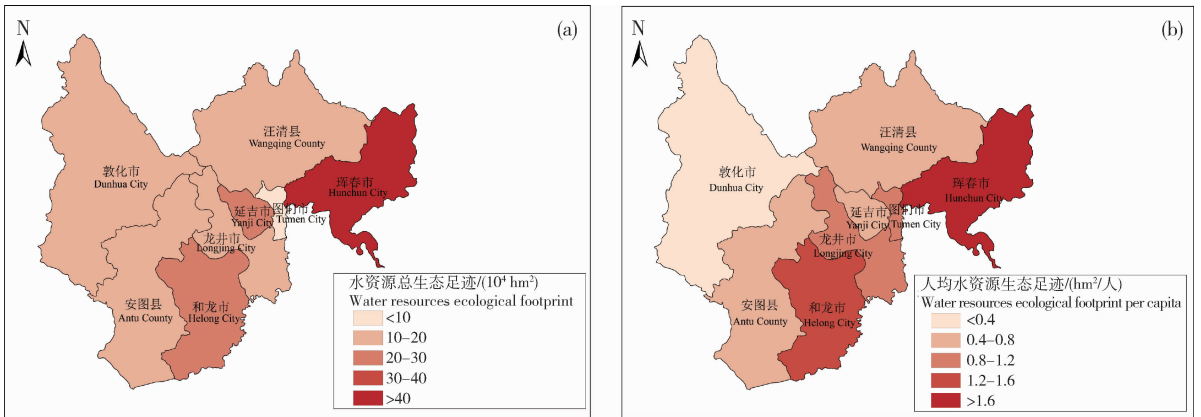 N
(a)
汪清县
Wangqing County
敦化市
Dunhua City
珲春市
Hunchun City
延吉市
Yanji City
图们市
Tumen City
龙井市
Longjing City
安图县
Antu County
和龙市
Helong City
水资源总生态足迹/(10⁴ hm²)
Water resources ecological footprint
<10
10–20
20–30
30–40
>40
N
(b)
汪清县
Wangqing County
敦化市
Dunhua City
珲春市
Hunchun City
延吉市
Yanji City
图们市
Tumen City
龙井市
Longjing City
安图县
Antu County
和龙市
Helong City
人均水资源生态足迹/(hm²/人)
Water resources ecological footprint per capita
<0.4
0.4–0.8
0.8–1.2
1.2–1.6
>1.6